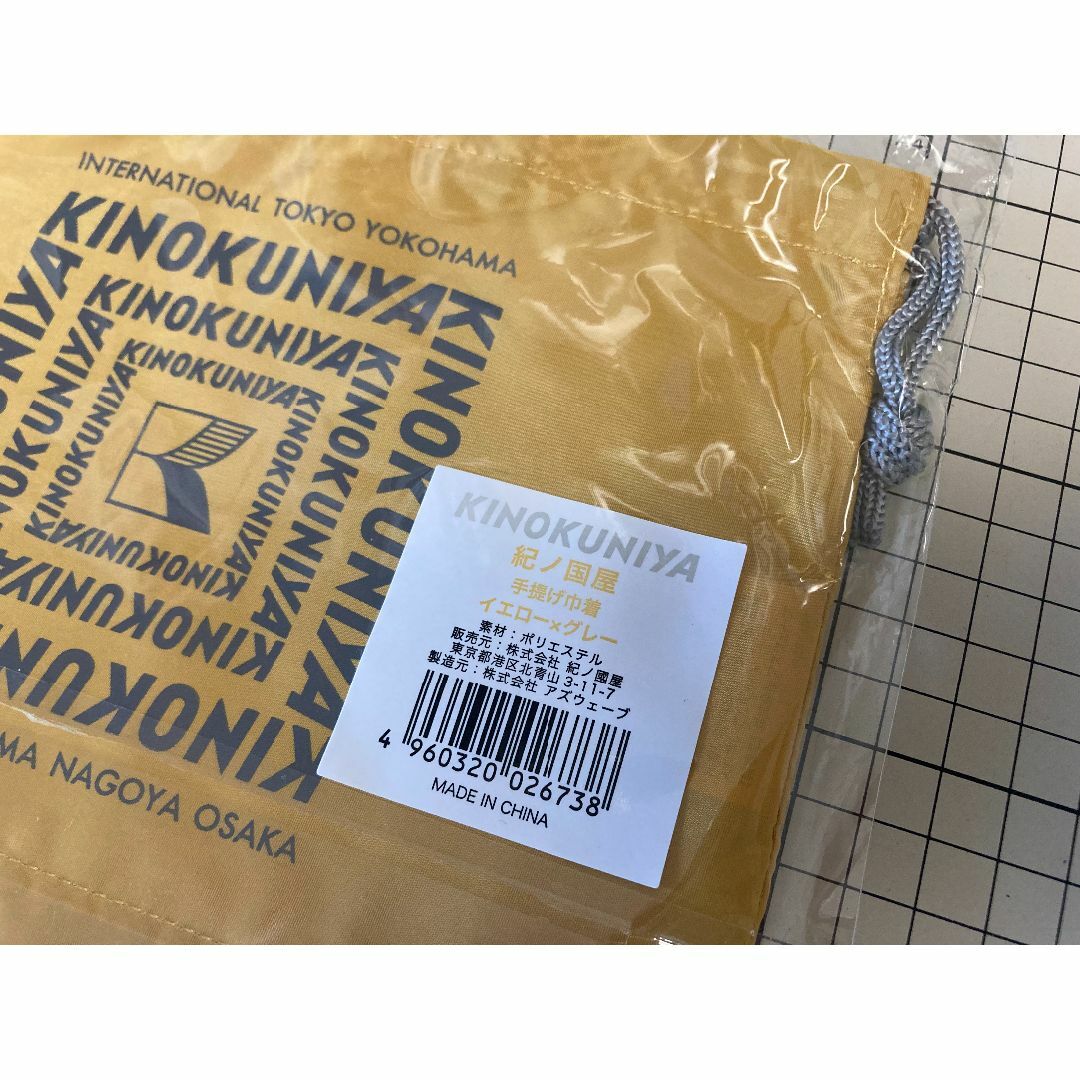 INTERNATIONAL TOKYO YOKOHAMA
KINOKUNIYA
KINOKUNIYA
KINOKUNIYA
KINOKUNIYA
KINOKUNIYA
KINOKUNIYA
KINOKUNIYA
KINOKUNIYA
KINOKUNIYA
KINOKUNIYA
KINOKUNIYA
NAGOYA OSAKA
KINOKUNIYA
紀ノ国屋
手提げ巾着
イエロー×グレー
素材：ポリエステル
販売元：株式会社 紀ノ國屋
東京都港区北青山 3-11-7
製造元：株式会社 アズウェーブ
4 960320 026738
MADE IN CHINA